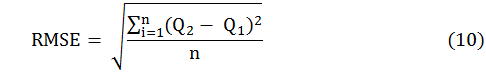 RMSE = √(∑ᵢ₌₁ⁿ(Q₂ − Q₁)² / n) (10)